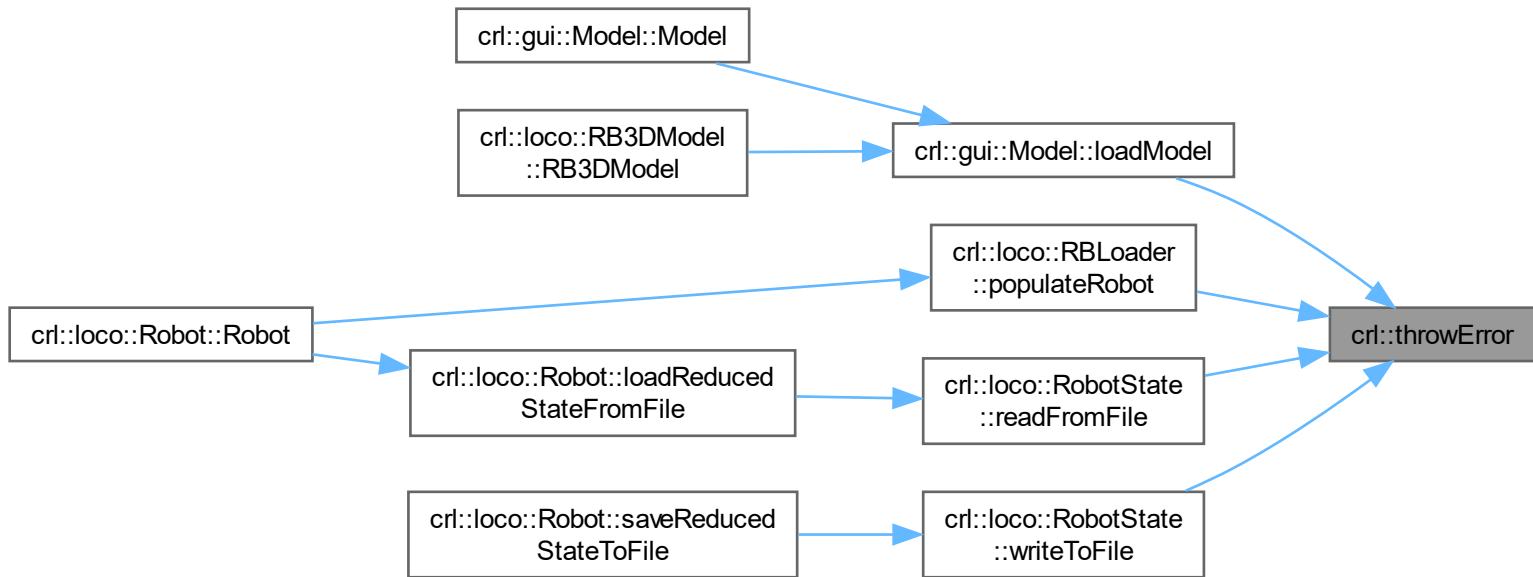 crl::gui::Model::Model
crl::loco::RB3DModel
::RB3DModel
crl::gui::Model::loadModel
crl::loco::RBLoader
::populateRobot
crl::loco::Robot::Robot
crl::throwError
crl::loco::Robot::loadReduced
StateFromFile
crl::loco::RobotState
::readFromFile
crl::loco::Robot::saveReduced
StateToFile
crl::loco::RobotState
::writeToFile